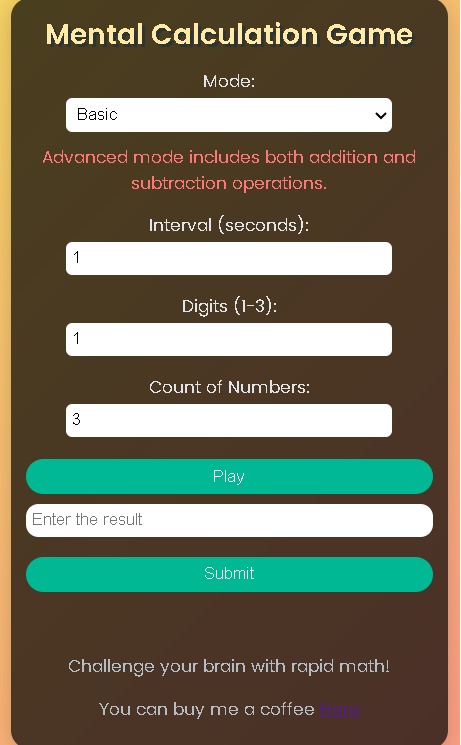 Mental Calculation Game
Mode:
Basic
Advanced mode includes both addition and
subtraction operations.
Interval (seconds):
1
Digits (1-3):
1
Count of Numbers:
3
Play
Enter the result
Submit
Challenge your brain with rapid math!
You can buy me a coffee